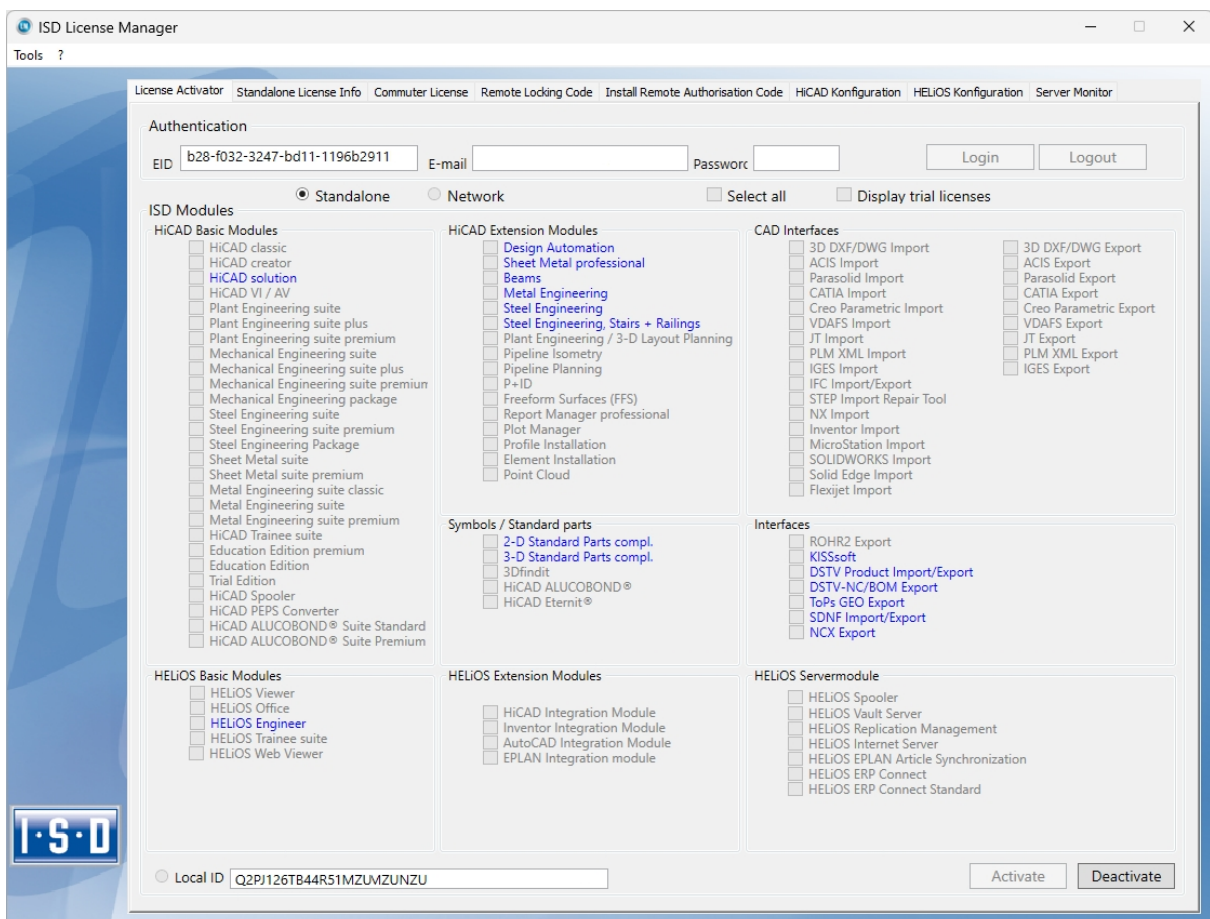 ISD License Manager
Tools ?
License Activator Standalone License Info Commuter License Remote Locking Code Install Remote Authorisation Code HiCAD Konfiguration HELiOS Konfiguration Server Monitor
Authentication
EID b28-f032-3247-bd11-1196b2911 E-mail Password Login Logout
Standalone Network Select all Display trial licenses
ISD Modules
HiCAD Basic Modules
HiCAD classic
HiCAD creator
HiCAD solution
HiCAD VI / AV
Plant Engineering suite
Plant Engineering suite plus
Plant Engineering suite premium
Mechanical Engineering suite
Mechanical Engineering suite plus
Mechanical Engineering suite premium
Mechanical Engineering package
Steel Engineering suite
Steel Engineering suite premium
Steel Engineering Package
Sheet Metal suite
Sheet Metal suite premium
Metal Engineering suite classic
Metal Engineering suite
Metal Engineering suite premium
HiCAD Trainee suite
Education Edition premium
Education Edition
Trial Edition
HiCAD Spooler
HiCAD PEPS Converter
HiCAD ALUCOBOND® Suite Standard
HiCAD ALUCOBOND® Suite Premium
HiCAD Extension Modules
Design Automation
Sheet Metal professional
Beams
Metal Engineering
Steel Engineering
Steel Engineering, Stairs + Railings
Plant Engineering / 3-D Layout Planning
Pipeline Isometry
Pipeline Planning
P+ID
Freeform Surfaces (FFS)
Report Manager professional
Plot Manager
Profile Installation
Element Installation
Point Cloud
CAD Interfaces
3D DXF/DWG Import
ACIS Import
Parasolid Import
CATIA Import
Creo Parametric Import
VDAFS Import
JT Import
PLM XML Import
IGES Import
IFC Import/Export
STEP Import Repair Tool
NX Import
Inventor Import
MicroStation Import
SOLIDWORKS Import
Solid Edge Import
Flexijet Import
3D DXF/DWG Export
ACIS Export
Parasolid Export
CATIA Export
Creo Parametric Export
VDAFS Export
JT Export
PLM XML Export
IGES Export
Symbols / Standard parts
2-D Standard Parts compl.
3-D Standard Parts compl.
3Dfindit
HiCAD ALUCOBOND®
HiCAD Eternit®
Interfaces
ROHR2 Export
KISSsoft
DSTV Product Import/Export
DSTV-NC/BOM Export
ToPs GEO Export
SDNF Import/Export
NCX Export
HELiOS Basic Modules
HELiOS Viewer
HELiOS Office
HELiOS Engineer
HELiOS Trainee suite
HELiOS Web Viewer
HELiOS Extension Modules
HiCAD Integration Module
Inventor Integration Module
AutoCAD Integration Module
EPLAN Integration module
HELiOS Servermodule
HELiOS Spooler
HELiOS Vault Server
HELiOS Replication Management
HELiOS Internet Server
HELiOS EPLAN Article Synchronization
HELiOS ERP Connect
HELiOS ERP Connect Standard
I·S·D
Local ID Q2PJ126TB44R51MZUMZUNZU Activate Deactivate